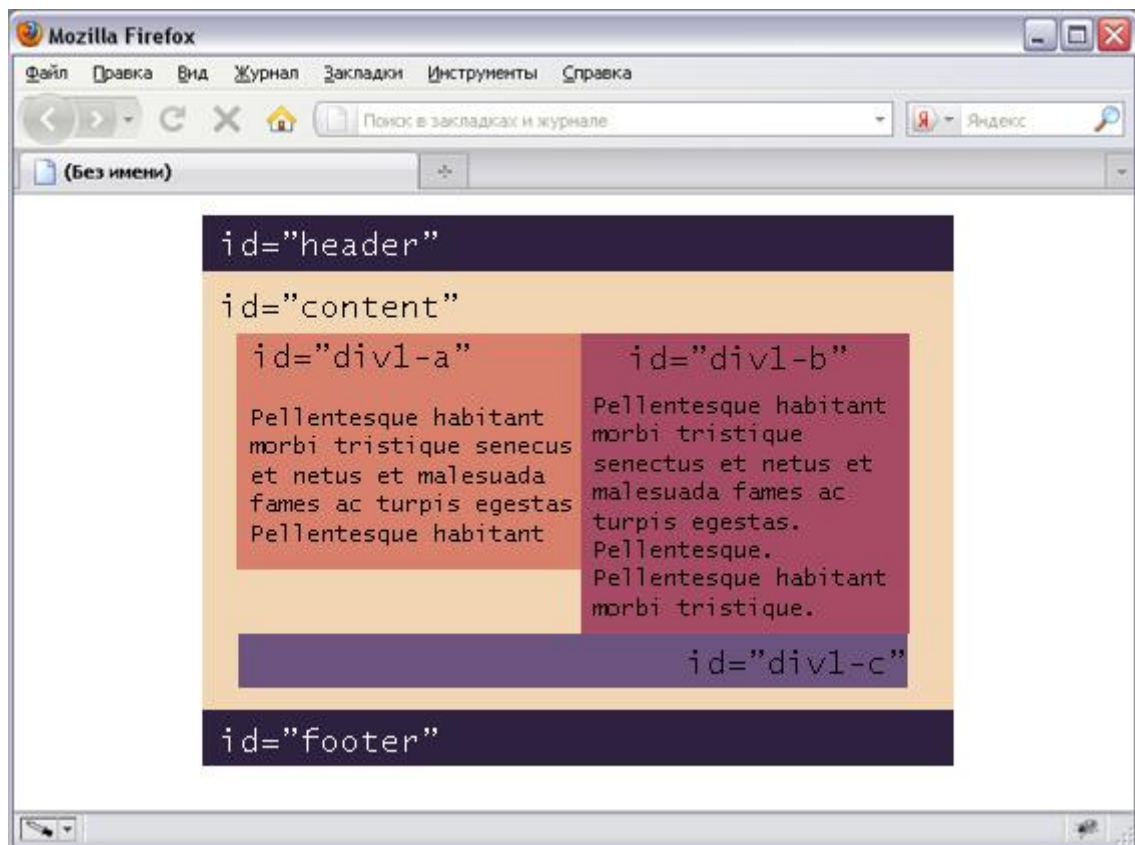 Mozilla Firefox
Файл Правка Вид Журнал Закладки Инструменты Справка
Поиск в закладках и журнале
Я Яндекс
(Без имени)
id=”header”
id=”content”
id=”div1-a”
Pellentesque habitant
morbi tristique senecus
et netus et malesuada
fames ac turpis egestas
Pellentesque habitant
id=”div1-b”
Pellentesque habitant
morbi tristique
senectus et netus et
malesuada fames ac
turpis egestas.
Pellentesque.
Pellentesque habitant
morbi tristique.
id=”div1-c”
id=”footer”